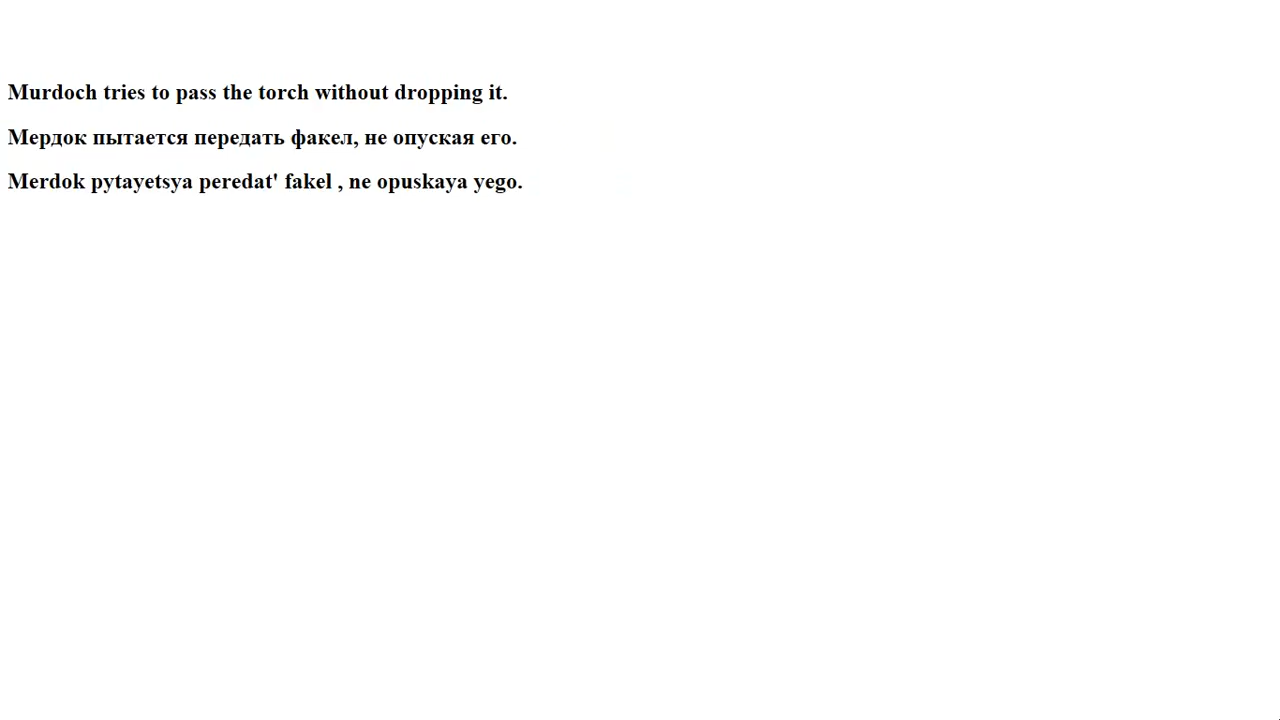 Murdoch tries to pass the torch without dropping it.
Мердок пытается передать факел, не опуская его.
Merdok pytayetsya peredat' fakel , ne opuskaya yego.